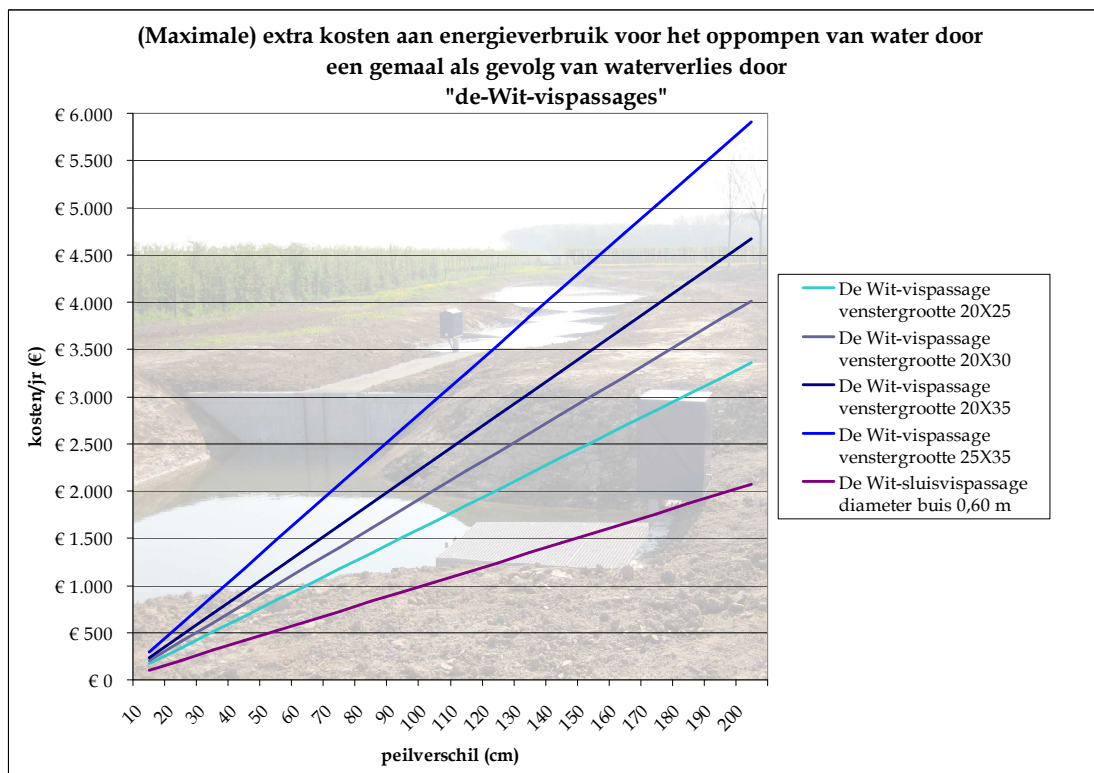 (Maximale) extra kosten aan energieverbruik voor het oppompen van water door
een gemaal als gevolg van waterverlies door
"de-Wit-vispassages"
€ 6.000
€ 5.500
€ 5.000
€ 4.500
€ 4.000
€ 3.500
€ 3.000
€ 2.500
€ 2.000
€ 1.500
€ 1.000
€ 500
€ 0
kosten/jr (€)
10
20
30
40
50
60
70
80
90
100
110
120
130
140
150
160
170
180
190
200
peilverschil (cm)
De Wit-vispassage
venstergrootte 20X25
De Wit-vispassage
venstergrootte 20X30
De Wit-vispassage
venstergrootte 20X35
De Wit-vispassage
venstergrootte 25X35
De Wit-sluisvispassage
diameter buis 0,60 m